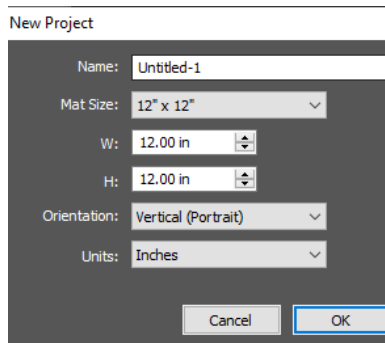 New Project
Name: Untitled-1
Mat Size: 12" x 12"
W: 12.00 in
H: 12.00 in
Orientation: Vertical (Portrait)
Units: Inches
Cancel OK